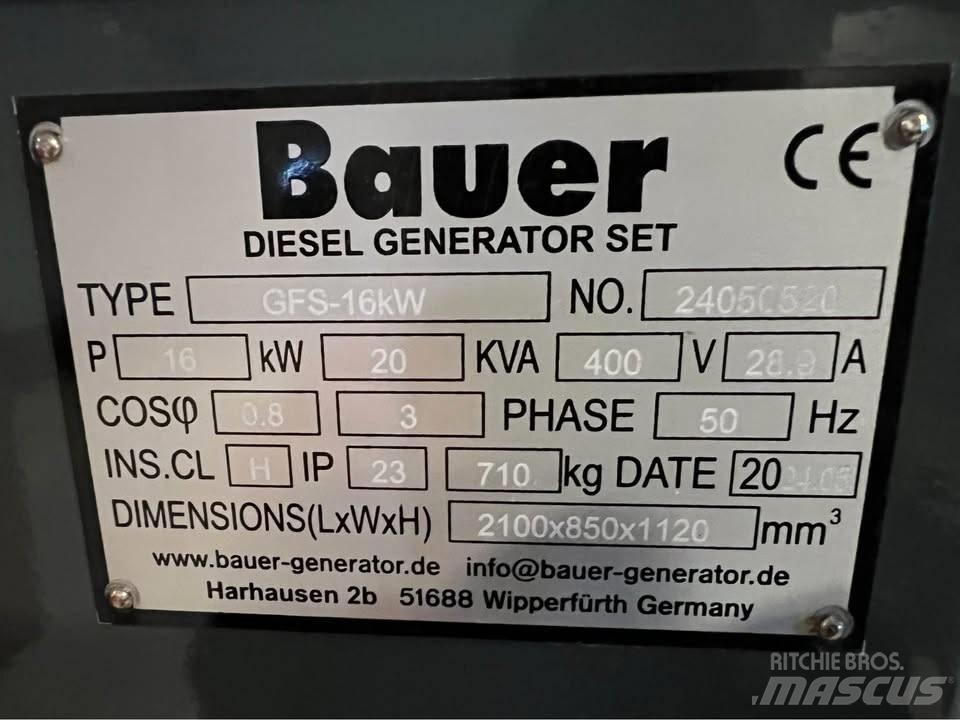 Bauer CE
DIESEL GENERATOR SET
TYPE GFS-16kW NO. 24050520
P 16 kW 20 KVA 400 V 28.9 A
COSφ 0.8 3 PHASE 50 Hz
INS.CL H IP 23 710 kg DATE 2024.05
DIMENSIONS(LxWxH) 2100x850x1120 mm³
www.bauer-generator.de info@bauer-generator.de
Harhausen 2b 51688 Wipperfürth Germany
RITCHIE BROS.
MASCUS